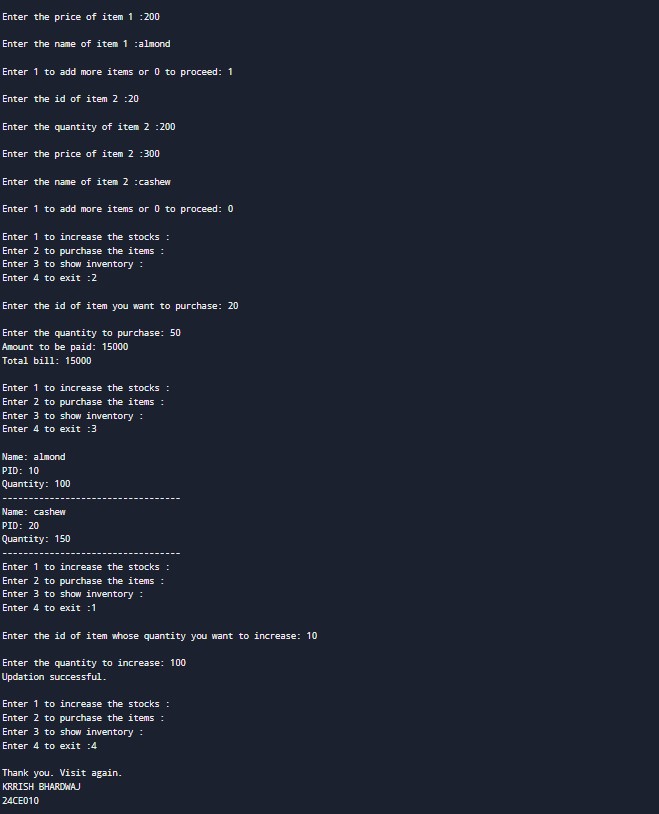 Enter the price of item 1 :200
Enter the name of item 1 :almond
Enter 1 to add more items or 0 to proceed: 1
Enter the id of item 2 :20
Enter the quantity of item 2 :200
Enter the price of item 2 :300
Enter the name of item 2 :cashew
Enter 1 to add more items or 0 to proceed: 0
Enter 1 to increase the stocks :
Enter 2 to purchase the items :
Enter 3 to show inventory :
Enter 4 to exit :2
Enter the id of item you want to purchase: 20
Enter the quantity to purchase: 50
Amount to be paid: 15000
Total bill: 15000
Enter 1 to increase the stocks :
Enter 2 to purchase the items :
Enter 3 to show inventory :
Enter 4 to exit :3
Name: almond
PID: 10
Quantity: 100
----------------------------------
Name: cashew
PID: 20
Quantity: 150
----------------------------------
Enter 1 to increase the stocks :
Enter 2 to purchase the items :
Enter 3 to show inventory :
Enter 4 to exit :1
Enter the id of item whose quantity you want to increase: 10
Enter the quantity to increase: 100
Updation successful.
Enter 1 to increase the stocks :
Enter 2 to purchase the items :
Enter 3 to show inventory :
Enter 4 to exit :4
Thank you. Visit again.
KRRISH BHARDWAJ
24CE010